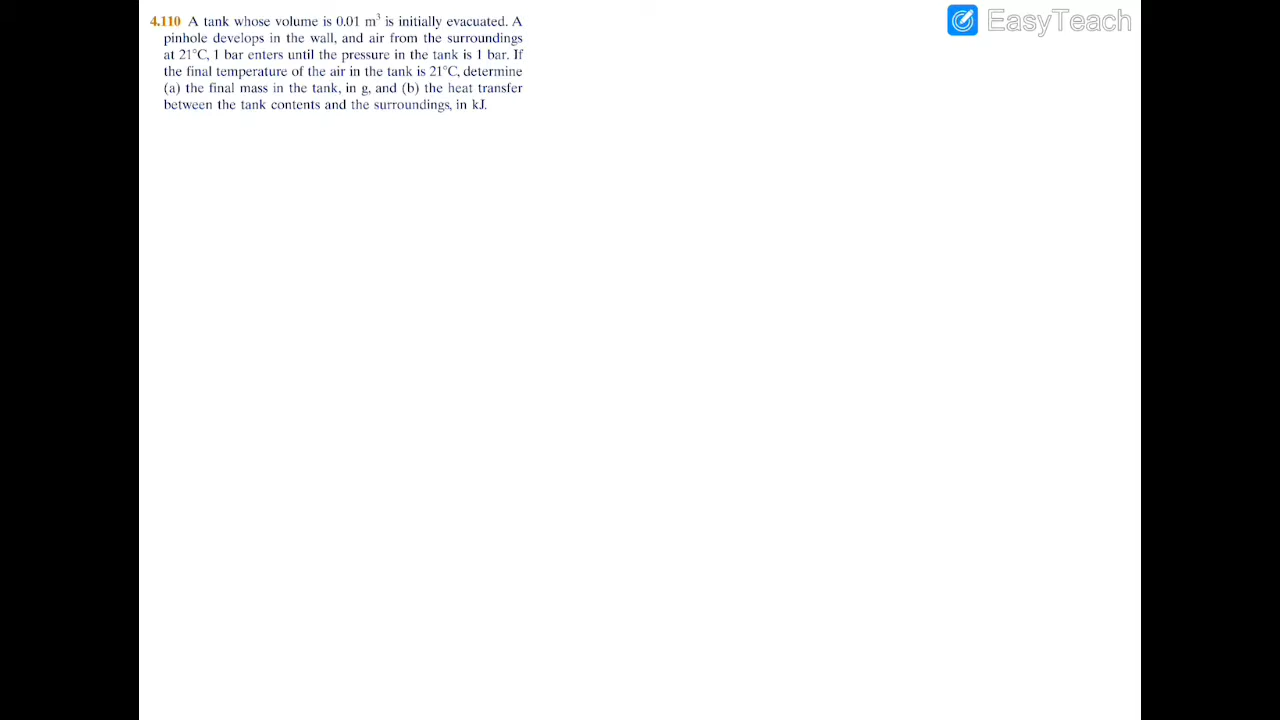 4.110 A tank whose volume is 0.01 m³ is initially evacuated. A
pinhole develops in the wall, and air from the surroundings
at 21°C, 1 bar enters until the pressure in the tank is 1 bar. If
the final temperature of the air in the tank is 21°C, determine
(a) the final mass in the tank, in g, and (b) the heat transfer
between the tank contents and the surroundings, in kJ.
EasyTeach